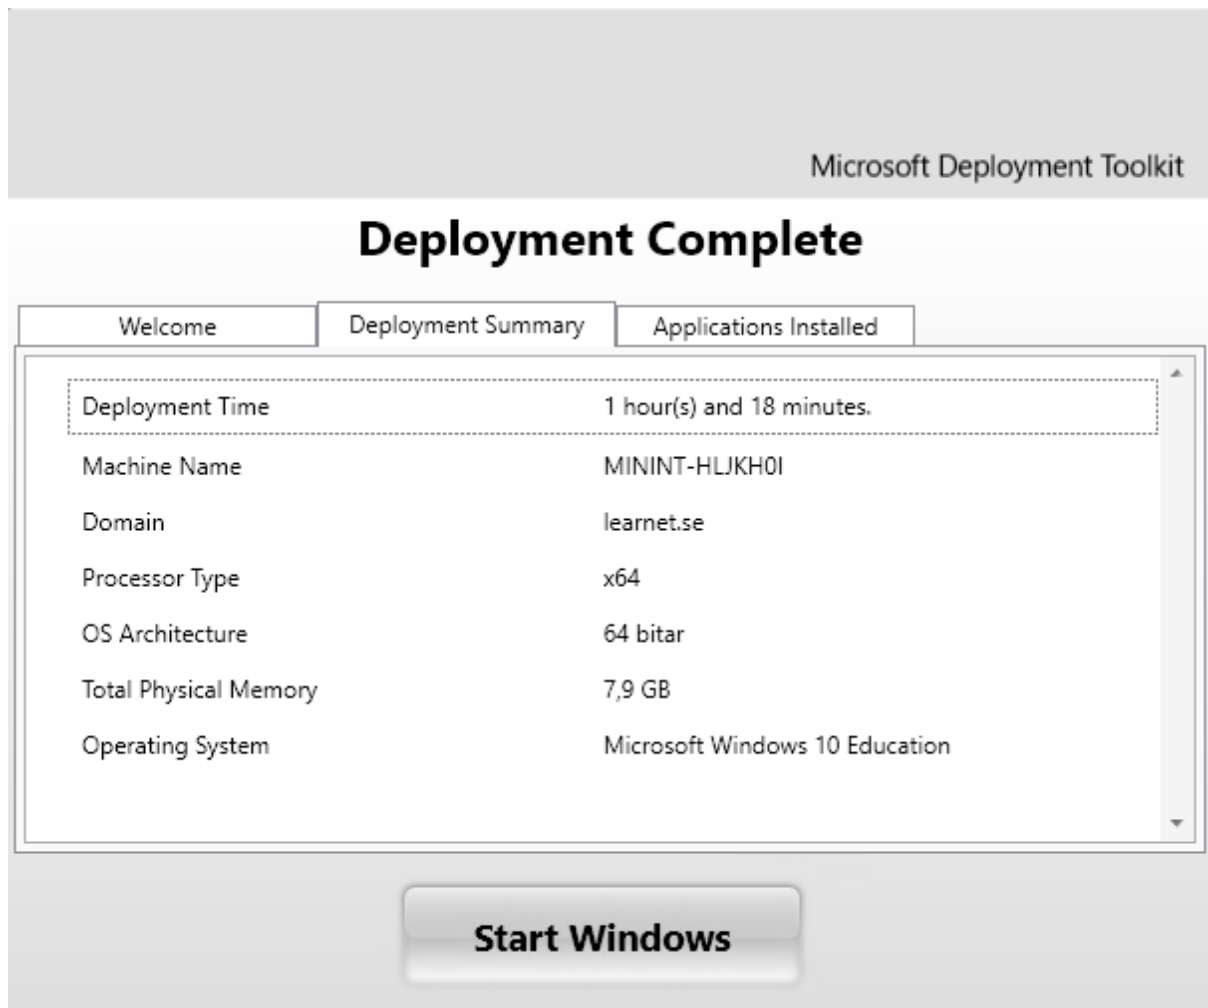 Microsoft Deployment Toolkit
Deployment Complete
Welcome Deployment Summary Applications Installed
Deployment Time 1 hour(s) and 18 minutes.
Machine Name MININT-HLJKH0I
Domain learnet.se
Processor Type x64
OS Architecture 64 bitar
Total Physical Memory 7,9 GB
Operating System Microsoft Windows 10 Education
Start Windows